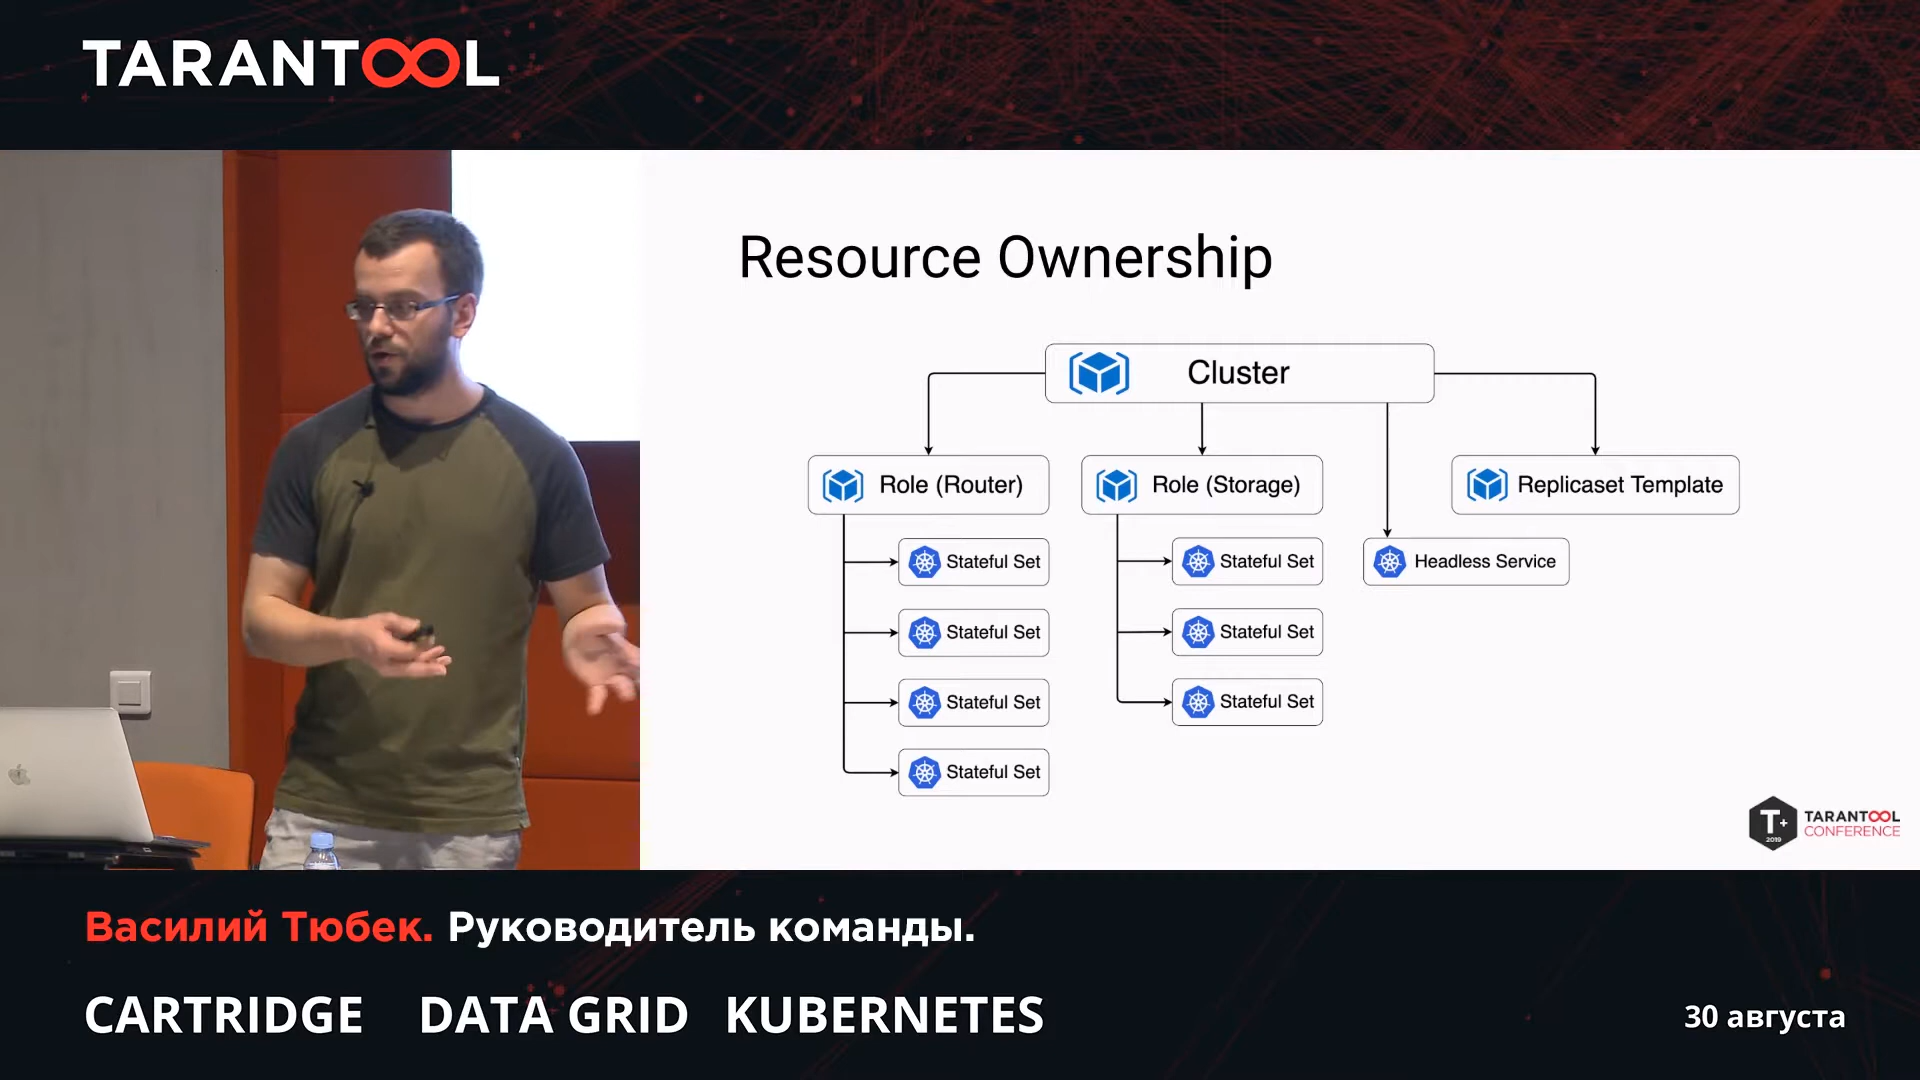 TARANTOOL
Resource Ownership
Cluster
Role (Router)
Role (Storage)
Replicaset Template
Stateful Set
Stateful Set
Headless Service
Stateful Set
Stateful Set
Stateful Set
Stateful Set
Stateful Set
T+
2019
TARANTOOL
CONFERENCE
Василий Тюбек. Руководитель команды.
CARTRIDGE DATA GRID KUBERNETES
30 августа